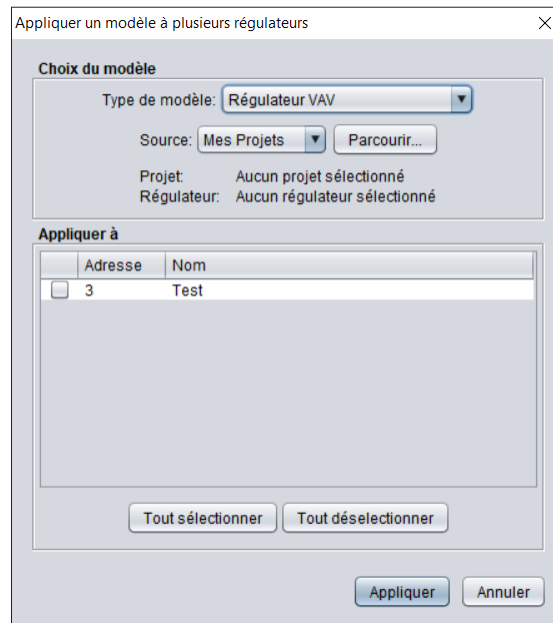 Appliquer un modèle à plusieurs régulateurs
Choix du modèle
Type de modèle: Régulateur VAV
Source: Mes Projets Parcourir...
Projet: Aucun projet sélectionné
Régulateur: Aucun régulateur sélectionné
Appliquer à
Adresse Nom
3 Test
Tout sélectionner Tout déselectionner
Appliquer Annuler